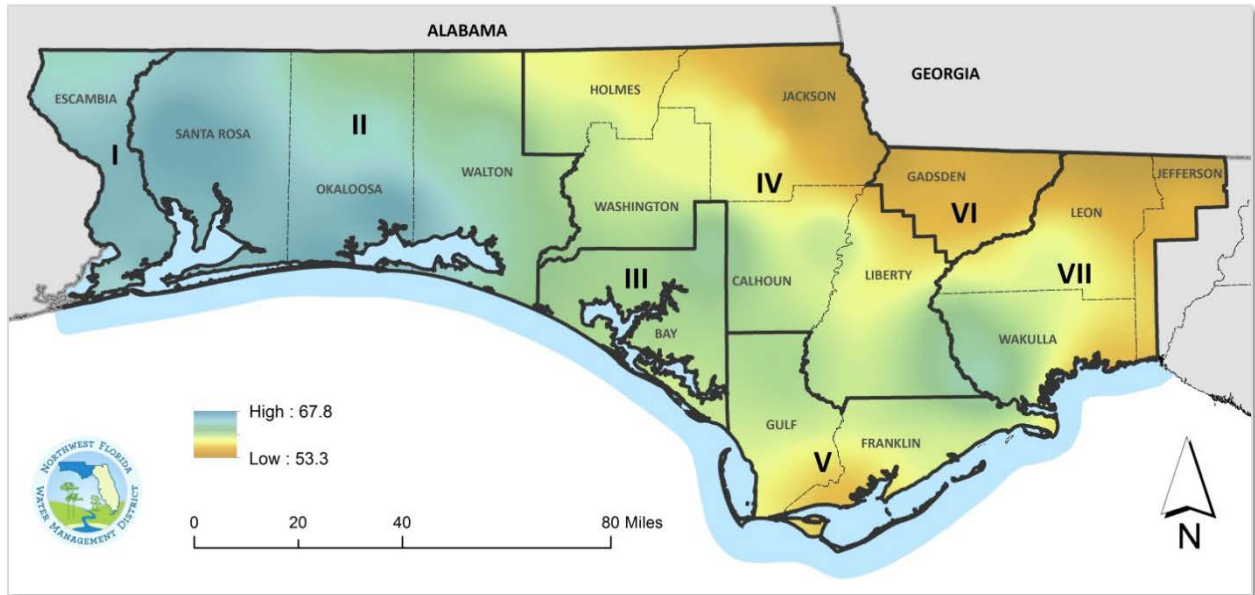 ALABAMA
GEORGIA
ESCAMBIA
SANTA ROSA
OKALOOSA
WALTON
HOLMES
JACKSON
WASHINGTON
GADSDEN
JEFFERSON
LEON
CALHOUN
LIBERTY
BAY
WAKULLA
GULF
FRANKLIN
I
II
III
IV
V
VI
VII
High : 67.8
Low : 53.3
NORTHWEST FLORIDA
WATER MANAGEMENT DISTRICT
0 20 40 80 Miles
N